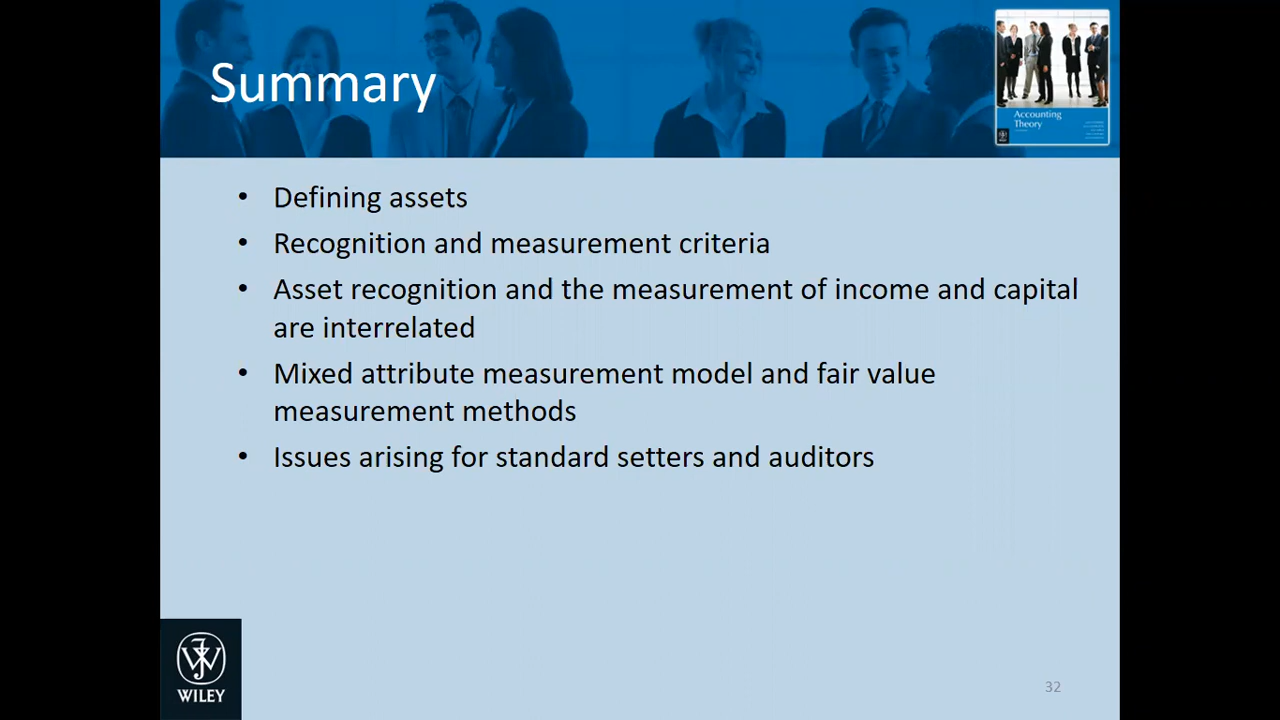 Summary
Accounting
Theory
• Defining assets
• Recognition and measurement criteria
• Asset recognition and the measurement of income and capital
are interrelated
• Mixed attribute measurement model and fair value
measurement methods
• Issues arising for standard setters and auditors
WILEY
32